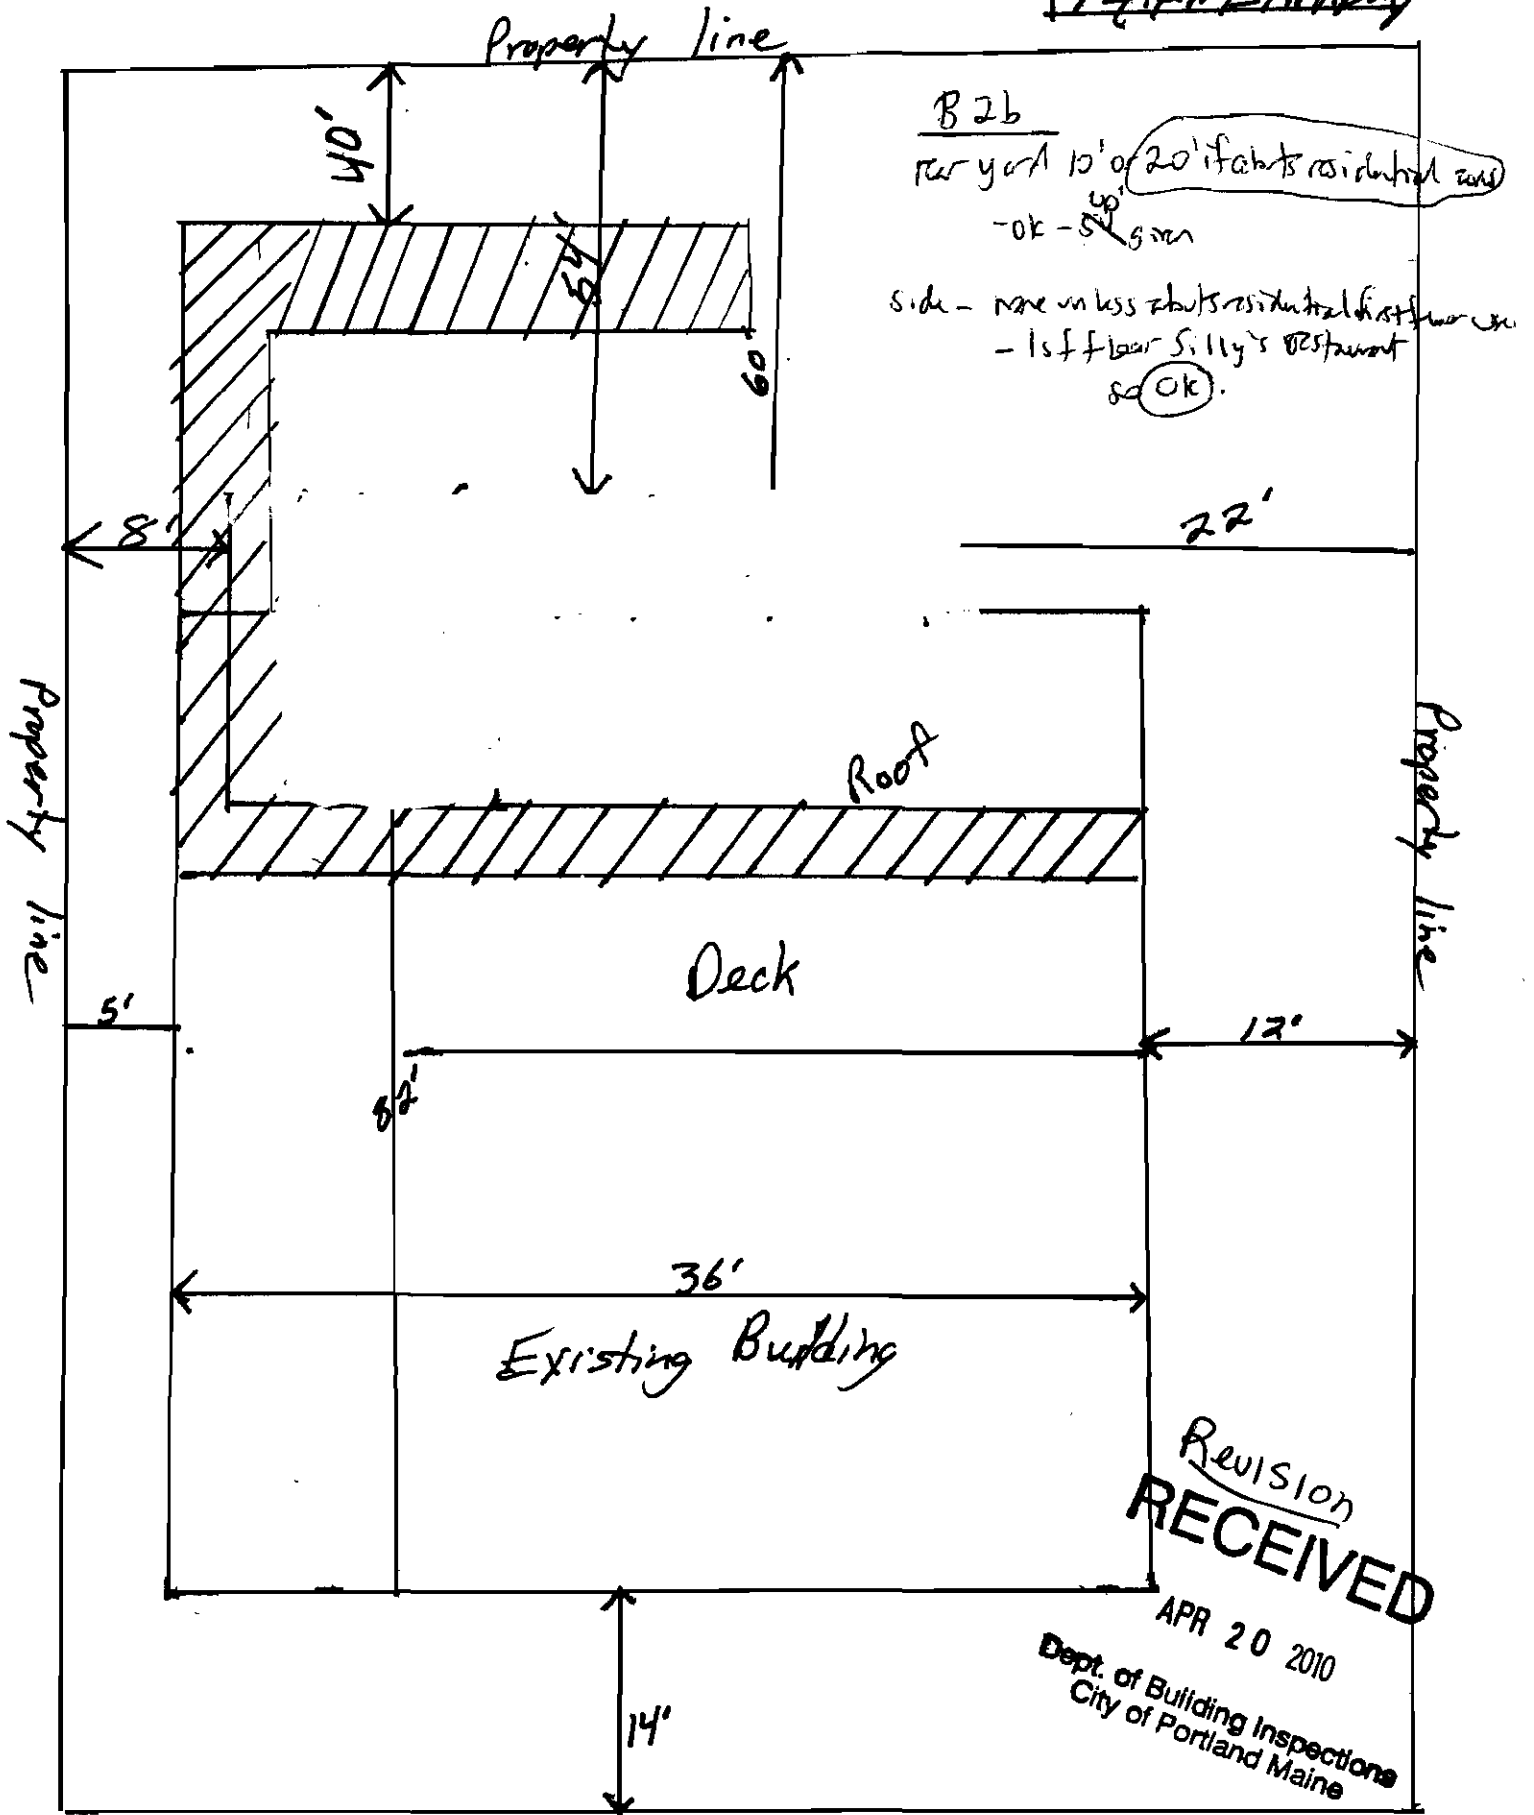 Property line
40'
B2b
rear yard 10' or 20' if abuts residential zone
40'
- ok - 54' given
side - none unless abuts residential first floor use
- 1st floor Silly's restaurant
so ok.
54
60'
8'
22'
Property line
Property line
Roof
Deck
5'
12'
82'
36'
Existing Building
Revision
RECEIVED
APR 20 2010
Dept. of Building Inspections
City of Portland Maine
14'